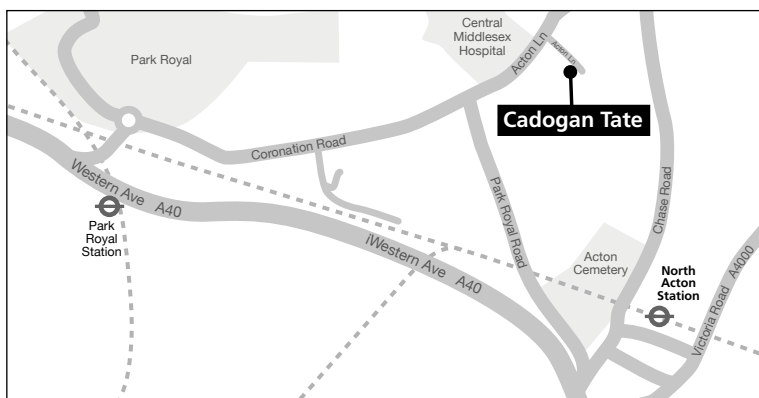 Park Royal
Central
Middlesex
Hospital
Acton Ln
Acton Ln
Cadogan Tate
Coronation Road
Western Ave A40
Park
Royal
Station
iWestern Ave A40
Park Royal Road
Chase Road
Acton
Cemetery
North
Acton
Station
Victoria Road A4000